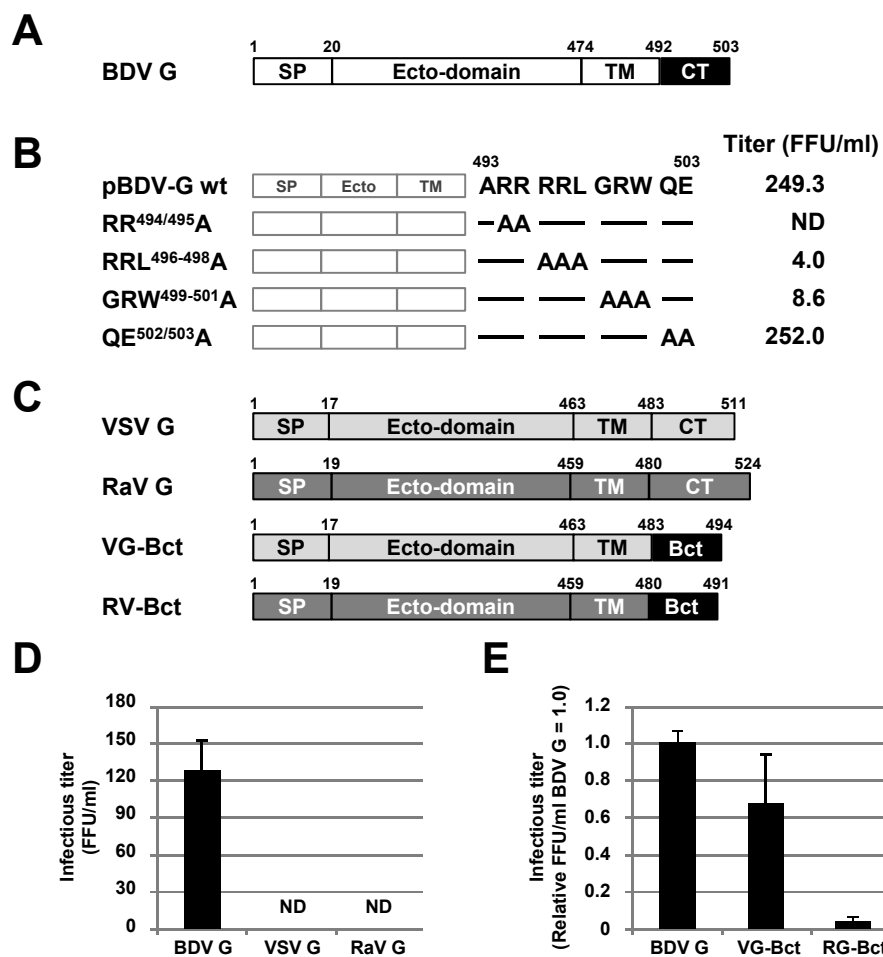 A
1 20 474 492 503
BDV G SP Ecto-domain TM CT
B
Titer (FFU/ml)
493 503
pBDV-G wt SP Ecto TM ARR RRL GRW QE 249.3
RR494/495A AA ND
RRL496-498A AAA 4.0
GRW499-501A AAA 8.6
QE502/503A AA 252.0
C
1 17 463 483 511
VSV G SP Ecto-domain TM CT
1 19 459 480 524
RaV G SP Ecto-domain TM CT
1 17 463 483 494
VG-Bct SP Ecto-domain TM Bct
1 19 459 480 491
RV-Bct SP Ecto-domain TM Bct
D
Infectious titer
(FFU/ml)
180
150
120
90
60
30
0
ND ND
BDV G VSV G RaV G
E
Infectious titer
(Relative FFU/ml BDV G = 1.0)
1.2
1.0
0.8
0.6
0.4
0.2
0
BDV G VG-Bct RG-Bct